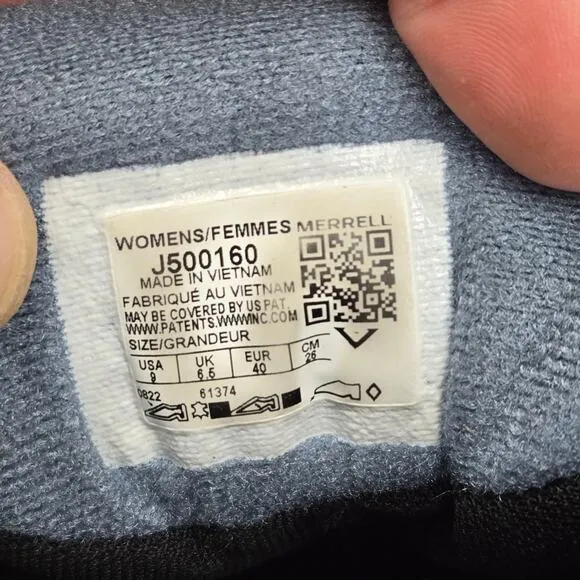 WOMENS/FEMMES MERRELL
J500160
MADE IN VIETNAM
FABRIQUÉ AU VIETNAM
MAY BE COVERED BY US PAT.
WWW.PATENTS.WWWINC.COM
SIZE/GRANDEUR
USA UK EUR CM
9 6.5 40 26
0822 61374